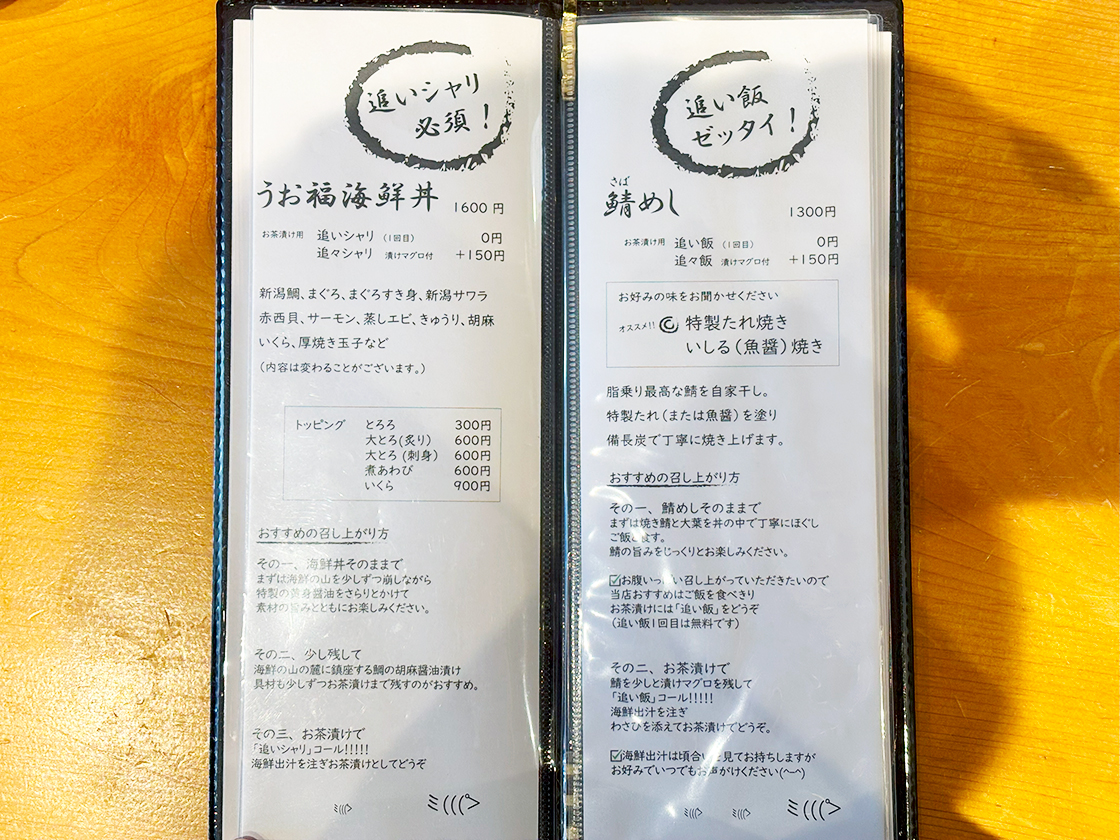 追いシャリ
必須！
うお福海鮮丼 1600円
お茶漬け用 追いシャリ（1回目） 0円
追々シャリ 漬けマグロ付 +150円
新潟鯛、まぐろ、まぐろすき身、新潟サワラ
赤西貝、サーモン、蒸しエビ、きゅうり、胡麻
いくら、厚焼き玉子など
（内容は変わることがございます。）
トッピング とろろ 300円
大とろ(炙り) 600円
大とろ(刺身) 600円
煮あわび 600円
いくら 900円
おすすめの召し上がり方
その一、海鮮丼そのままで
まずは海鮮の山を少しずつ崩しながら
特製の黄身醤油をさらりとかけて
素材の旨みとともにお楽しみください。
その二、少し残して
海鮮の山の麓に鎮座する鯛の胡麻醤油漬け
具材も少しずつお茶漬けまで残すのがおすすめ。
その三、お茶漬けで
「追いシャリ」コール!!!!!
海鮮出汁を注ぎお茶漬けとしてどうぞ
追い飯
ゼッタイ！
さば
鯖めし 1300円
お茶漬け用 追い飯（1回目） 0円
追々飯 漬けマグロ付 +150円
お好みの味をお聞かせください
オススメ!! 特製たれ焼き
いしる（魚醤）焼き
脂乗り最高な鯖を自家干し。
特製たれ（または魚醤）を塗り
備長炭で丁寧に焼き上げます。
おすすめの召し上がり方
その一、鯖めしそのままで
まずは焼き鯖と大葉を丼の中で丁寧にほぐし
ご飯と混ぜます。
鯖の旨みをじっくりとお楽しみください。
☑お腹いっぱい召し上がっていただきたいので
当店おすすめはご飯を食べきり
お茶漬けには「追い飯」をどうぞ
（追い飯1回目は無料です）
その二、お茶漬けで
鯖を少しと漬けマグロを残して
「追い飯」コール!!!!!
海鮮出汁を注ぎ
わさびを添えてお茶漬けでどうぞ。
☑海鮮出汁は頃合いを見てお持ちしますが
お好みでいつでもお声がけください(^-^)